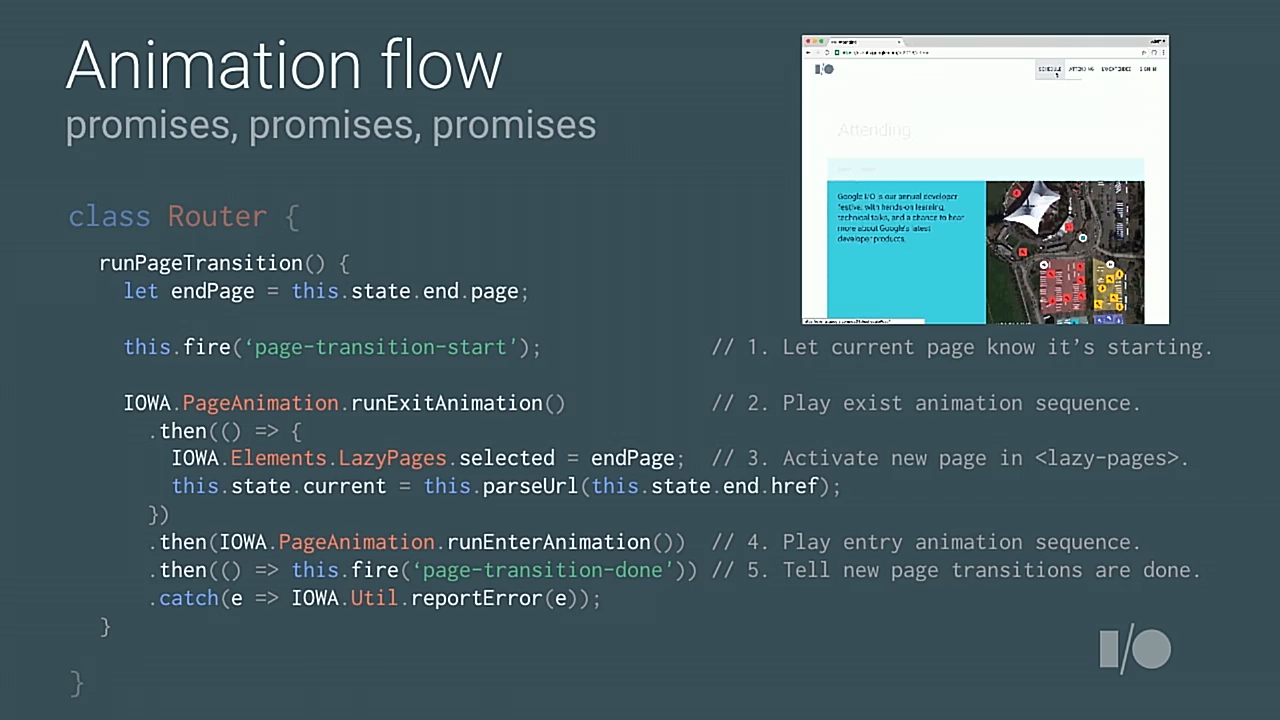 Animation flow
promises, promises, promises
SCHEDULE ATTENDING I/O EXTENDED SIGN IN
Attending
Google I/O is our annual developer
festival, with hands-on learning,
technical talks, and a chance to hear
more about Google's latest
developer products.
class Router {
runPageTransition() {
let endPage = this.state.end.page;
this.fire(‘page-transition-start'); // 1. Let current page know it’s starting.
IOWA.PageAnimation.runExitAnimation() // 2. Play exist animation sequence.
.then(() => {
IOWA.Elements.LazyPages.selected = endPage; // 3. Activate new page in <lazy-pages>.
this.state.current = this.parseUrl(this.state.end.href);
})
.then(IOWA.PageAnimation.runEnterAnimation()) // 4. Play entry animation sequence.
.then(() => this.fire(‘page-transition-done')) // 5. Tell new page transitions are done.
.catch(e => IOWA.Util.reportError(e));
}
}
I/O